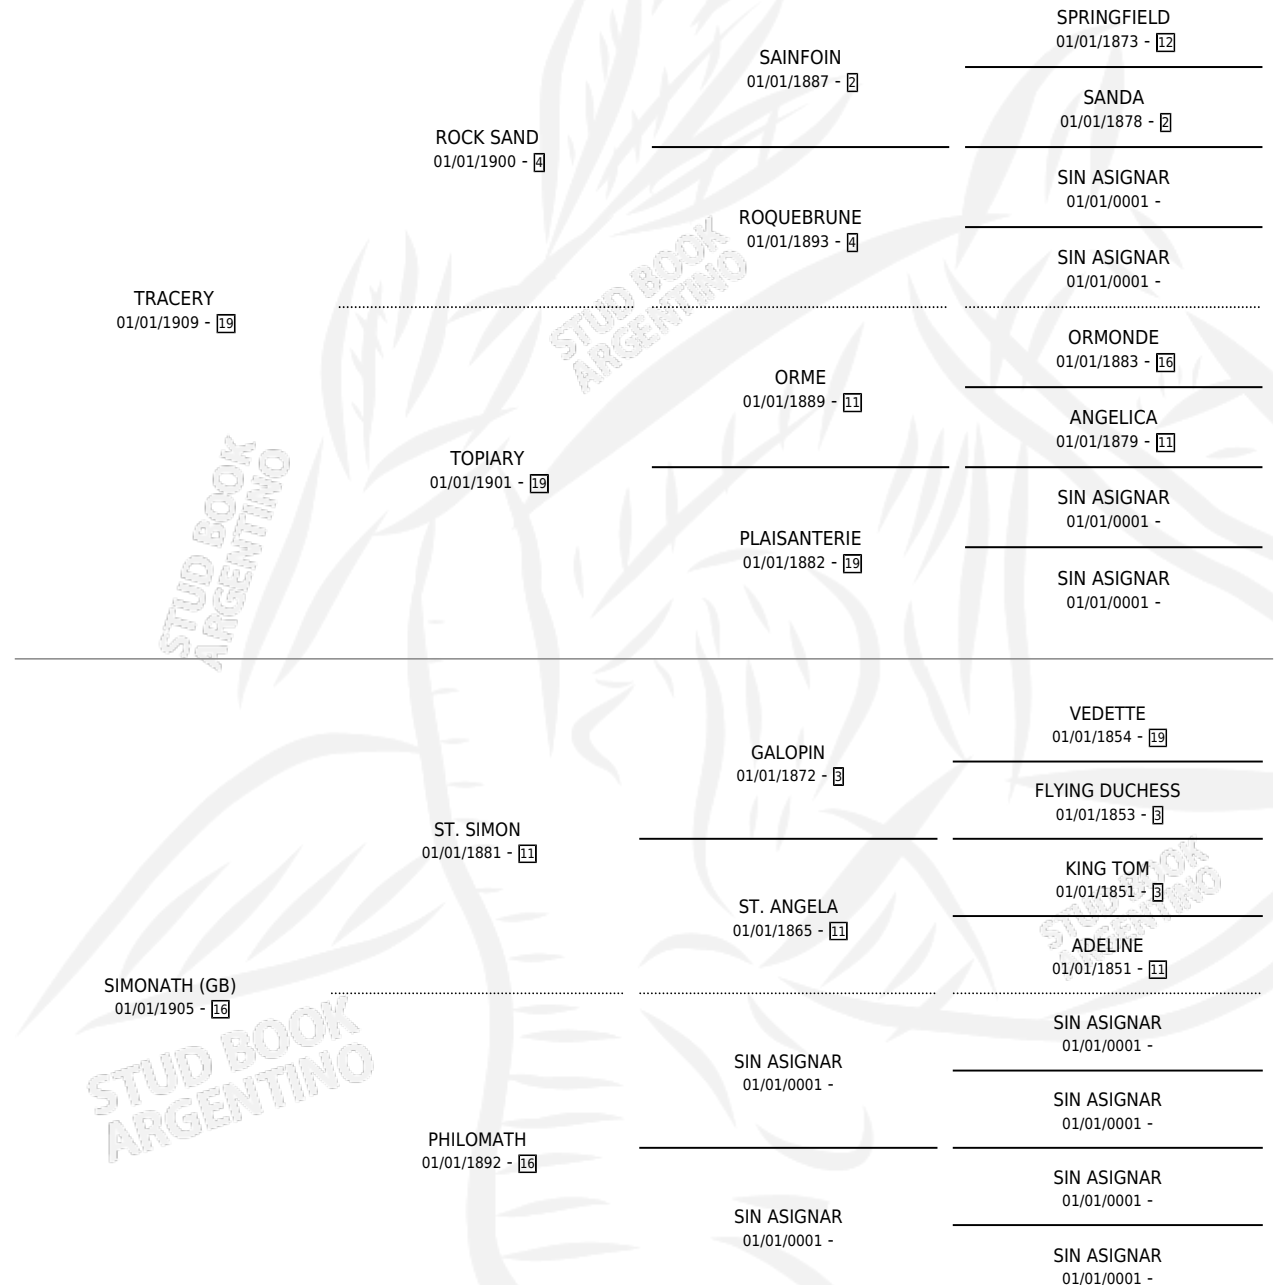 SPRINGFIELD
01/01/1873 - 12
SAINFOIN
01/01/1887 - 2
SANDA
01/01/1878 - 2
ROCK SAND
01/01/1900 - 4
SIN ASIGNAR
01/01/0001 -
ROQUEBRUNE
01/01/1893 - 4
SIN ASIGNAR
01/01/0001 -
TRACERY
01/01/1909 - 19
STUD BOOK
ARGENTINO
ORMONDE
01/01/1883 - 16
ORME
01/01/1889 - 11
ANGELICA
01/01/1879 - 11
TOPIARY
01/01/1901 - 19
SIN ASIGNAR
01/01/0001 -
PLAISANTERIE
01/01/1882 - 19
SIN ASIGNAR
01/01/0001 -
STUD BOOK
ARGENTINO
VEDETTE
01/01/1854 - 19
GALOPIN
01/01/1872 - 3
FLYING DUCHESS
01/01/1853 - 3
ST. SIMON
01/01/1881 - 11
KING TOM
01/01/1851 - 3
ST. ANGELA
01/01/1865 - 11
STUD BOOK
ARGENTINO
ADELINE
01/01/1851 - 11
SIMONATH (GB)
01/01/1905 - 16
SIN ASIGNAR
01/01/0001 -
SIN ASIGNAR
01/01/0001 -
STUD BOOK
ARGENTINO
SIN ASIGNAR
01/01/0001 -
PHILOMATH
01/01/1892 - 16
SIN ASIGNAR
01/01/0001 -
SIN ASIGNAR
01/01/0001 -
SIN ASIGNAR
01/01/0001 -